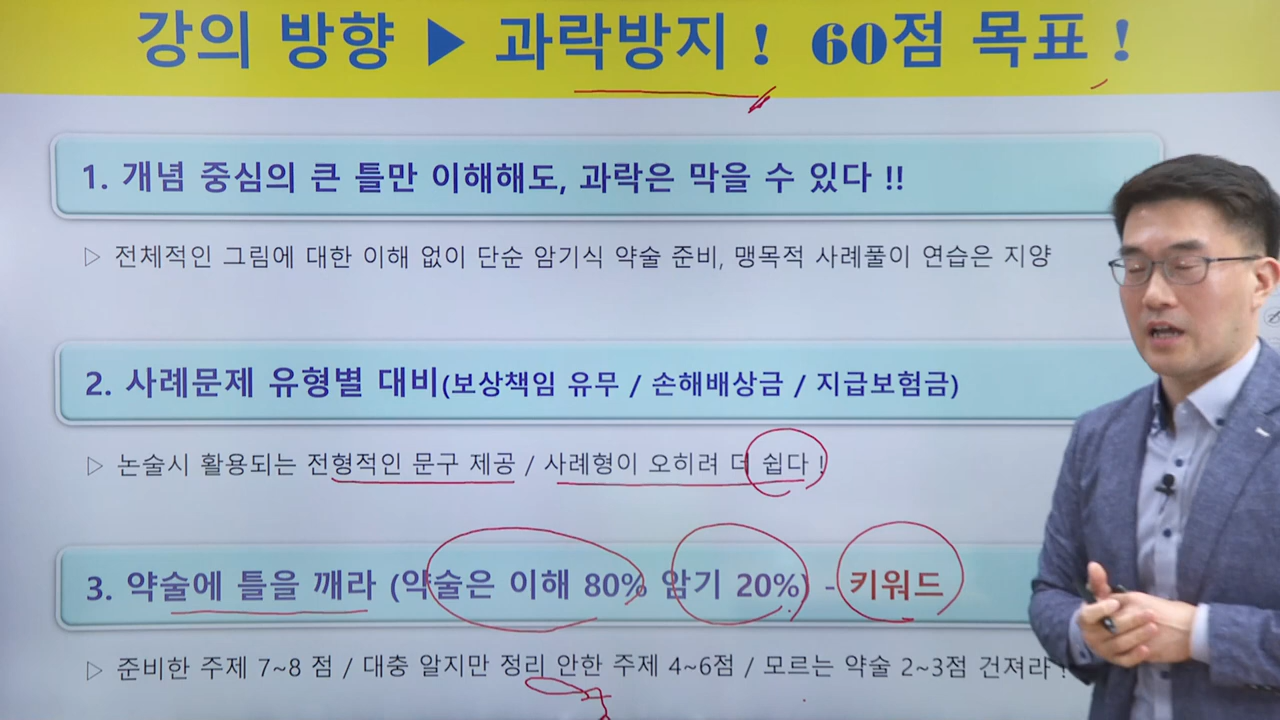 강의 방향 ▶ 과락방지 ! 60점 목표 !
1. 개념 중심의 큰 틀만 이해해도, 과락은 막을 수 있다 !!
▷ 전체적인 그림에 대한 이해 없이 단순 암기식 약술 준비, 맹목적 사례풀이 연습은 지양
2. 사례문제 유형별 대비(보상책임 유무 / 손해배상금 / 지급보험금)
▷ 논술시 활용되는 전형적인 문구 제공 / 사례형이 오히려 더 쉽다 !
3. 약술에 틀을 깨라 (약술은 이해 80% 암기 20%) - 키워드
▷ 준비한 주제 7~8 점 / 대충 알지만 정리 안한 주제 4~6점 / 모르는 약술 2~3점 건져라 !